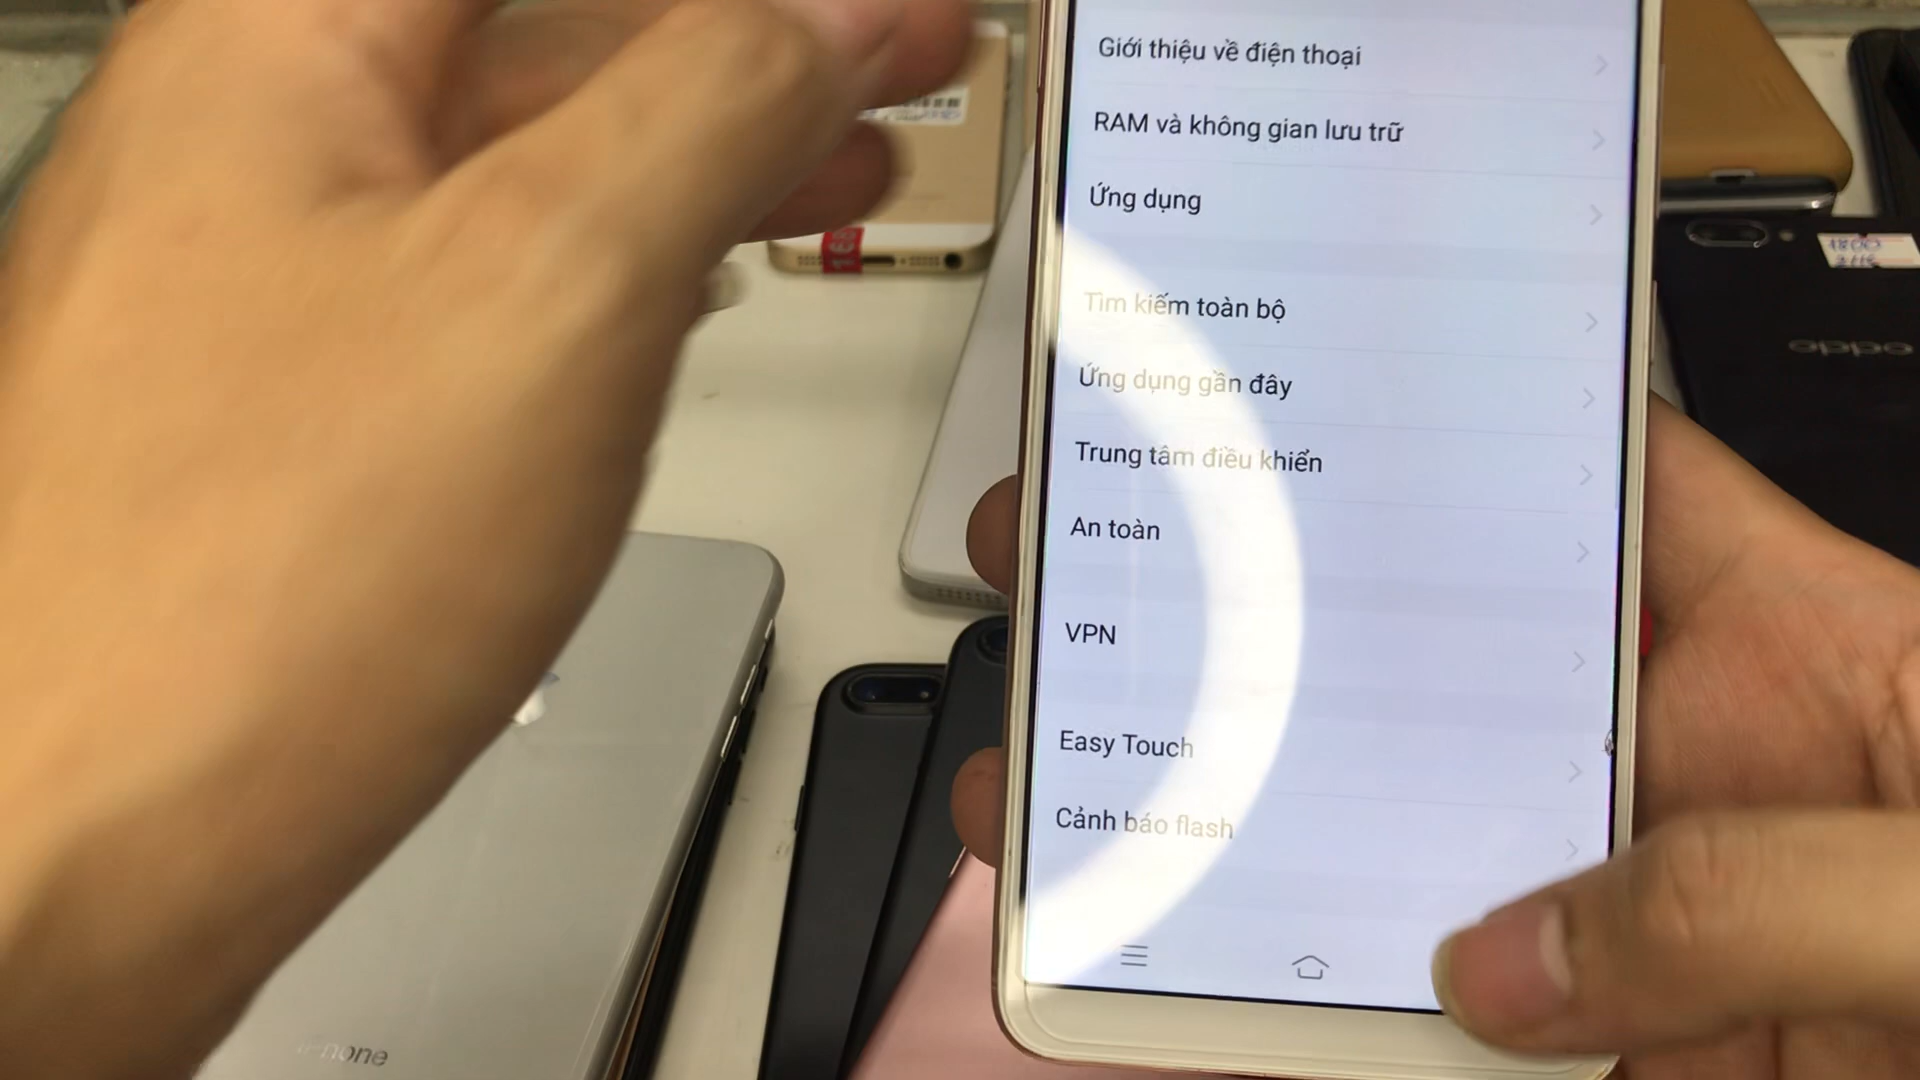 Giới thiệu về điện thoại
RAM và không gian lưu trữ
Ứng dụng
Tìm kiếm toàn bộ
Ứng dụng gần đây
Trung tâm điều khiển
An toàn
VPN
Easy Touch
Cảnh báo flash
oppo
iPhone